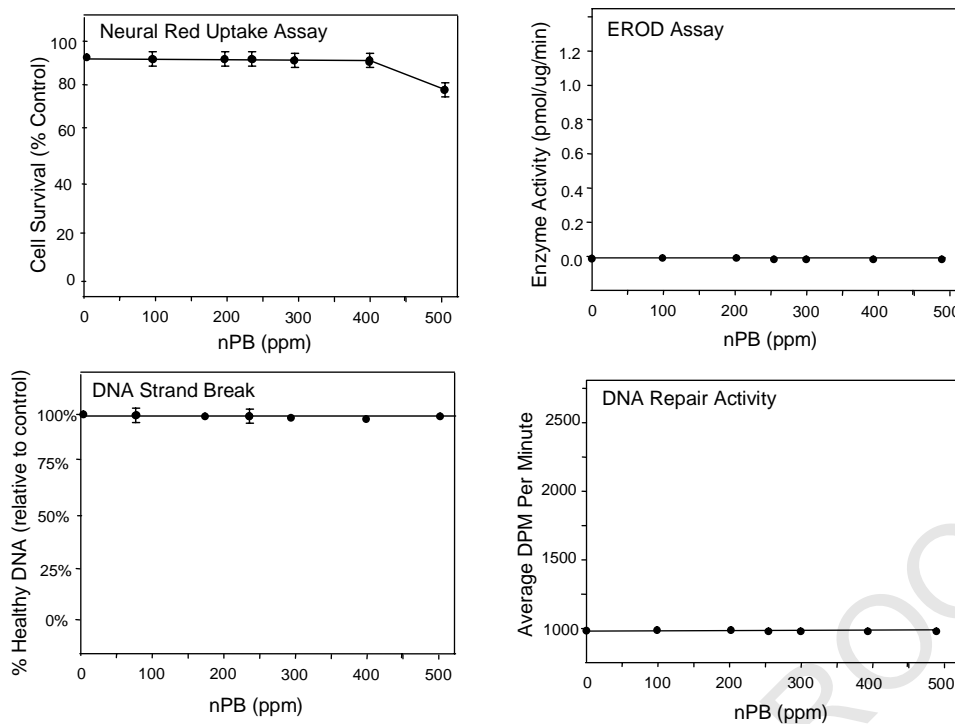 Neural Red Uptake Assay
Cell Survival (% Control)
100
80
60
40
20
0
0 100 200 300 400 500
nPB (ppm)
EROD Assay
Enzyme Activity (pmol/ug/min)
1.4
1.2
1.0
0.8
0.6
0.4
0.2
0.0
0 100 200 300 400 500
nPB (ppm)
DNA Strand Break
% Healthy DNA (relative to control)
100%
75%
50%
25%
0%
0 100 200 300 400 500
nPB (ppm)
DNA Repair Activity
Average DPM Per Minute
2500
2000
1500
1000
0 100 200 300 400 500
nPB (ppm)
ROO